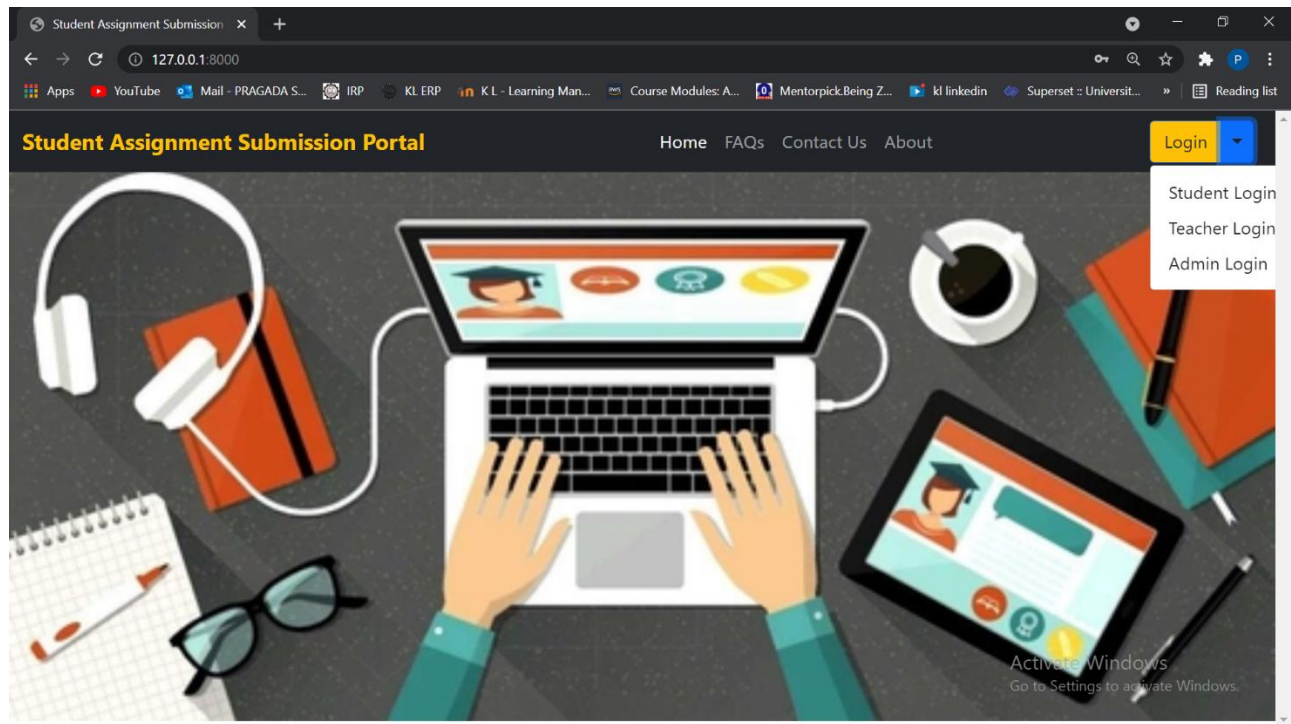 Student Assignment Submission
127.0.0.1:8000
Apps YouTube Mail - PRAGADA S... IRP KL ERP K L - Learning Man... Course Modules: A... Mentorpick.Being Z... kl linkedin Superset :: Universit... » Reading list
Student Assignment Submission Portal Home FAQs Contact Us About Login
Student Login
Teacher Login
Admin Login
Activate Windows
Go to Settings to activate Windows.